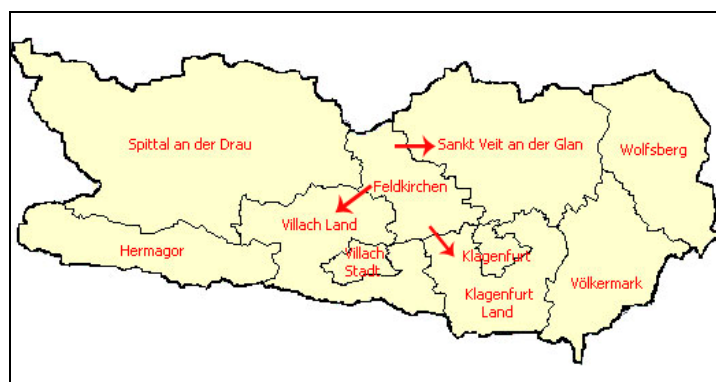 Spittal an der Drau
Sankt Veit an der Glan
Wolfsberg
Feldkirchen
Villach Land
Hermagor
Villach
Stadt
Klagenfurt
Klagenfurt
Land
Völkermark